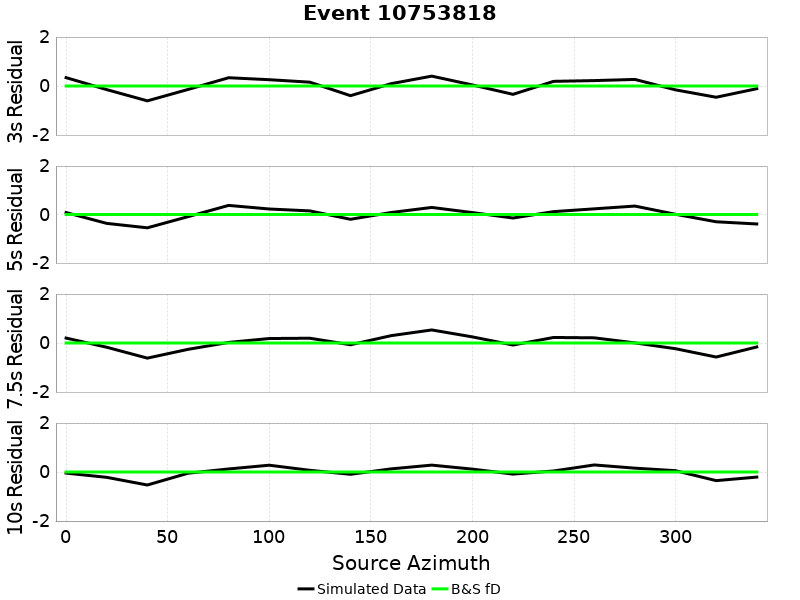 Event 10753818
3s Residual
2
0
-2
5s Residual
2
0
-2
7.5s Residual
2
0
-2
10s Residual
2
0
-2
0 50 100 150 200 250 300
Source Azimuth
Simulated Data B&S fD